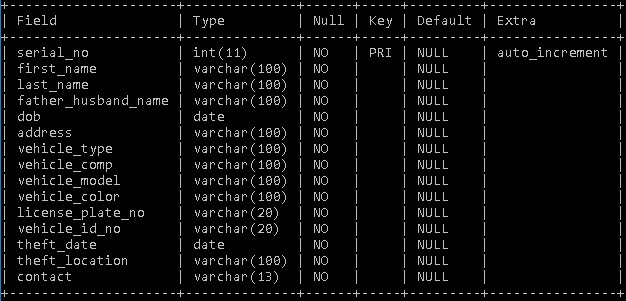 +-------------------+--------------+------+-----+---------+----------------+
| Field             | Type         | Null | Key | Default | Extra          |
+-------------------+--------------+------+-----+---------+----------------+
| serial_no         | int(11)      | NO   | PRI | NULL    | auto_increment |
| first_name        | varchar(100) | NO   |     | NULL    |                |
| last_name         | varchar(100) | NO   |     | NULL    |                |
| father_husband_name | varchar(100) | NO   |     | NULL    |                |
| dob               | date         | NO   |     | NULL    |                |
| address           | varchar(100) | NO   |     | NULL    |                |
| vehicle_type      | varchar(100) | NO   |     | NULL    |                |
| vehicle_comp      | varchar(100) | NO   |     | NULL    |                |
| vehicle_model     | varchar(100) | NO   |     | NULL    |                |
| vehicle_color     | varchar(100) | NO   |     | NULL    |                |
| license_plate_no  | varchar(20)  | NO   |     | NULL    |                |
| vehicle_id_no     | varchar(20)  | NO   |     | NULL    |                |
| theft_date        | date         | NO   |     | NULL    |                |
| theft_location    | varchar(100) | NO   |     | NULL    |                |
| contact           | varchar(13)  | NO   |     | NULL    |                |
+-------------------+--------------+------+-----+---------+----------------+